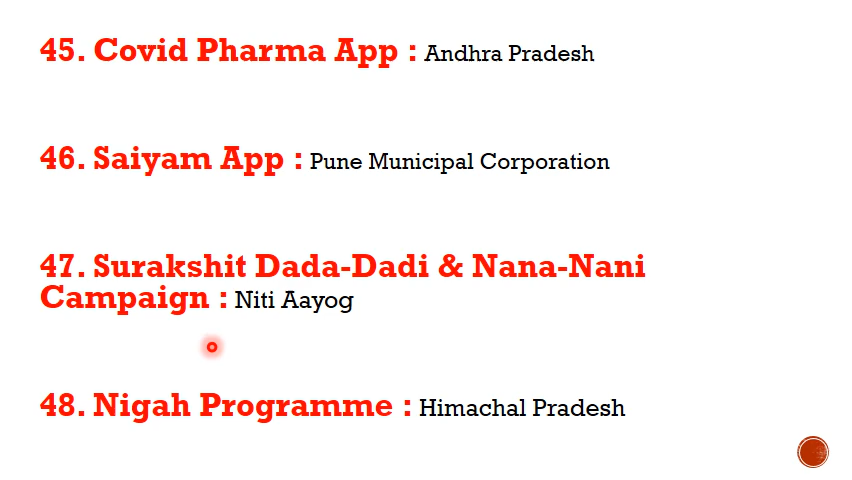 45. Covid Pharma App : Andhra Pradesh
46. Saiyam App : Pune Municipal Corporation
47. Surakshit Dada-Dadi & Nana-Nani
Campaign : Niti Aayog
48. Nigah Programme : Himachal Pradesh